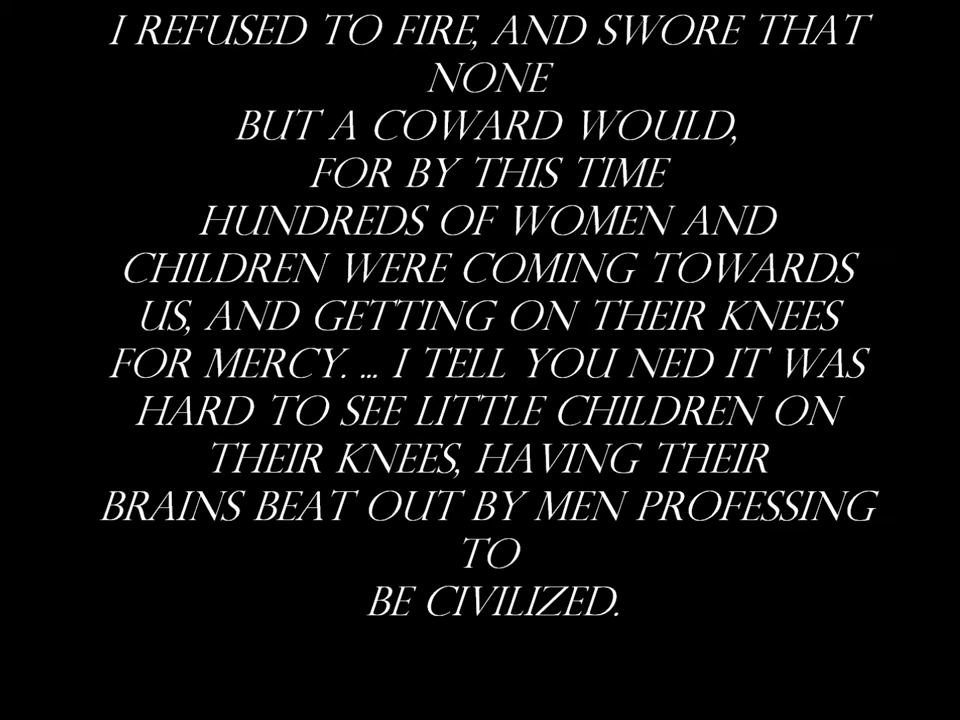 I REFUSED TO FIRE, AND SWORE THAT
NONE
BUT A COWARD WOULD,
FOR BY THIS TIME
HUNDREDS OF WOMEN AND
CHILDREN WERE COMING TOWARDS
US, AND GETTING ON THEIR KNEES
FOR MERCY. ... I TELL YOU NED IT WAS
HARD TO SEE LITTLE CHILDREN ON
THEIR KNEES, HAVING THEIR
BRAINS BEAT OUT BY MEN PROFESSING
TO
BE CIVILIZED.